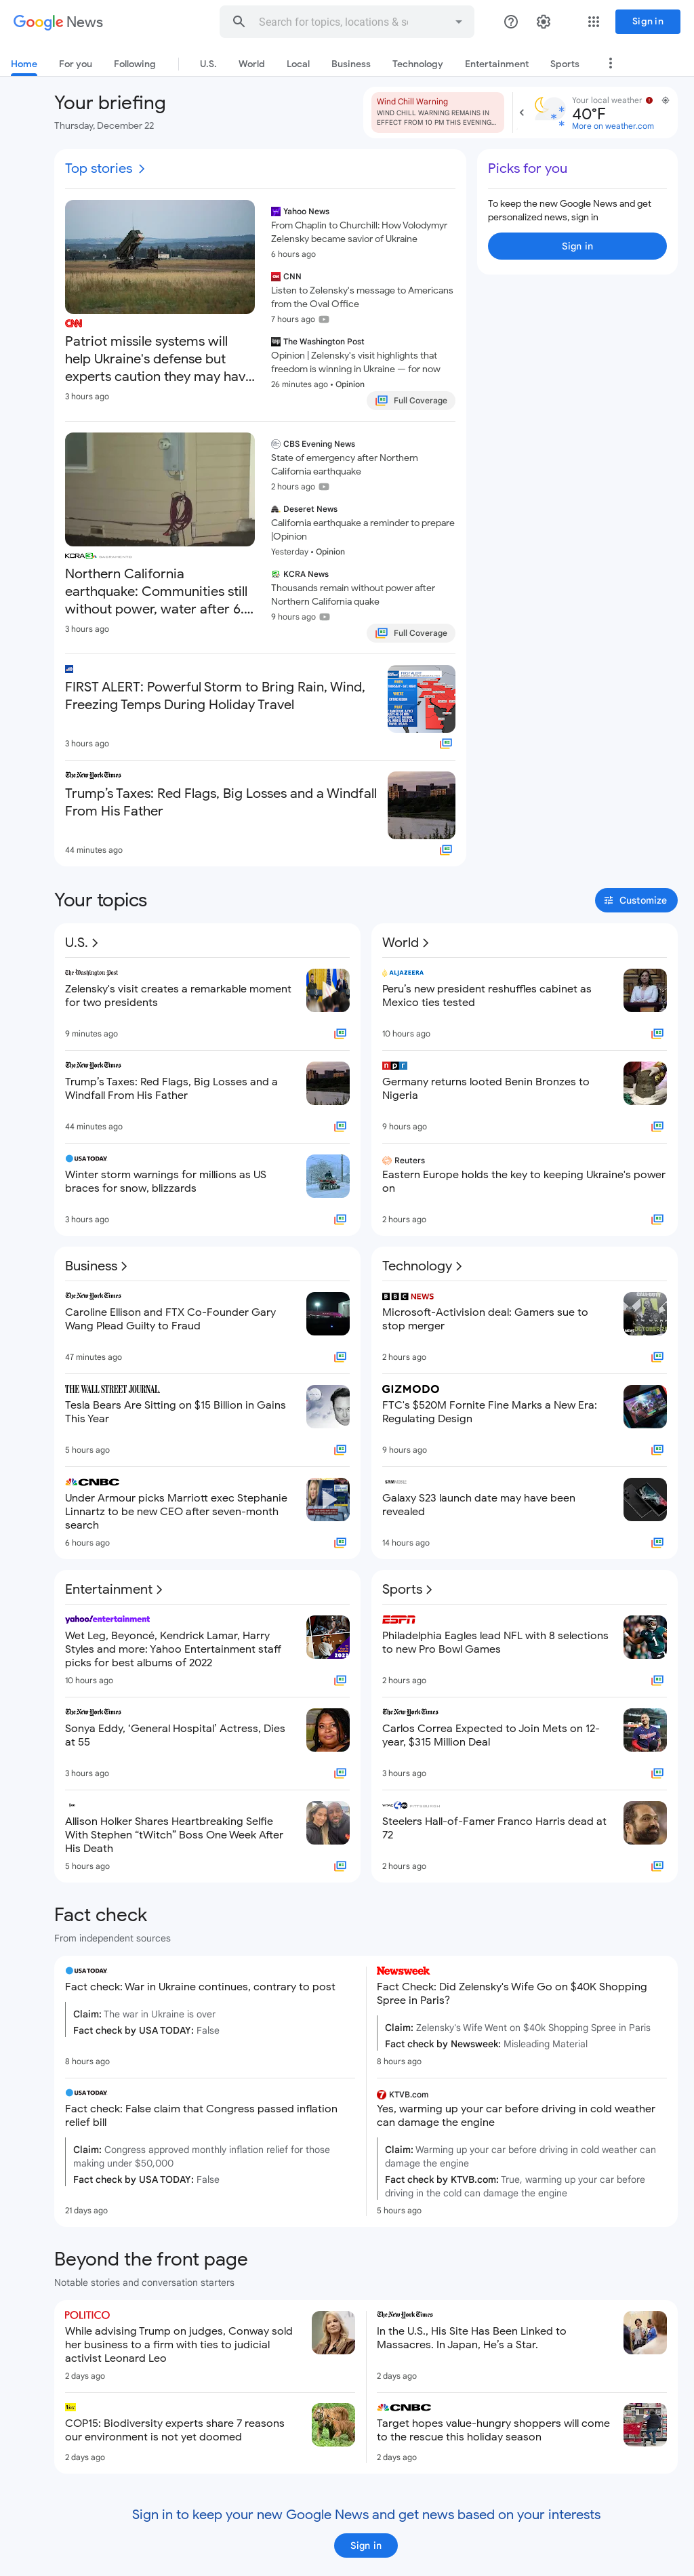 Google News
Search for topics, locations & sc
Sign in
Home
For you
Following
U.S.
World
Local
Business
Technology
Entertainment
Sports
Your briefing
Thursday, December 22
Wind Chill Warning
WIND CHILL WARNING REMAINS IN
EFFECT FROM 10 PM THIS EVENING...
Your local weather
40°F
More on weather.com
Top stories
CNN
Patriot missile systems will
help Ukraine's defense but
experts caution they may hav...
3 hours ago
Yahoo News
From Chaplin to Churchill: How Volodymyr
Zelensky became savior of Ukraine
6 hours ago
CNN
Listen to Zelensky's message to Americans
from the Oval Office
7 hours ago
The Washington Post
Opinion | Zelensky's visit highlights that
freedom is winning in Ukraine — for now
26 minutes ago • Opinion
Full Coverage
Picks for you
To keep the new Google News and get
personalized news, sign in
Sign in
KCRA 3
Northern California
earthquake: Communities still
without power, water after 6....
3 hours ago
CBS Evening News
State of emergency after Northern
California earthquake
2 hours ago
Deseret News
California earthquake a reminder to prepare
|Opinion
Yesterday • Opinion
KCRA News
Thousands remain without power after
Northern California quake
9 hours ago
Full Coverage
FIRST ALERT: Powerful Storm to Bring Rain, Wind,
Freezing Temps During Holiday Travel
3 hours ago
The New York Times
Trump's Taxes: Red Flags, Big Losses and a Windfall
From His Father
44 minutes ago
Your topics
Customize
U.S.
The Washington Post
Zelensky's visit creates a remarkable moment
for two presidents
9 minutes ago
The New York Times
Trump's Taxes: Red Flags, Big Losses and a
Windfall From His Father
44 minutes ago
USA TODAY
Winter storm warnings for millions as US
braces for snow, blizzards
3 hours ago
World
ALJAZEERA
Peru's new president reshuffles cabinet as
Mexico ties tested
10 hours ago
npr
Germany returns looted Benin Bronzes to
Nigeria
9 hours ago
Reuters
Eastern Europe holds the key to keeping Ukraine's power
on
2 hours ago
Business
The New York Times
Caroline Ellison and FTX Co-Founder Gary
Wang Plead Guilty to Fraud
47 minutes ago
THE WALL STREET JOURNAL.
Tesla Bears Are Sitting on $15 Billion in Gains
This Year
5 hours ago
CNBC
Under Armour picks Marriott exec Stephanie
Linnartz to be new CEO after seven-month
search
6 hours ago
Technology
BBC NEWS
Microsoft-Activision deal: Gamers sue to
stop merger
2 hours ago
GIZMODO
FTC's $520M Fornite Fine Marks a New Era:
Regulating Design
9 hours ago
Galaxy S23 launch date may have been
revealed
14 hours ago
Entertainment
yahoo!entertainment
Wet Leg, Beyoncé, Kendrick Lamar, Harry
Styles and more: Yahoo Entertainment staff
picks for best albums of 2022
10 hours ago
The New York Times
Sonya Eddy, 'General Hospital' Actress, Dies
at 55
3 hours ago
Allison Holker Shares Heartbreaking Selfie
With Stephen "tWitch" Boss One Week After
His Death
5 hours ago
Sports
ESPN
Philadelphia Eagles lead NFL with 8 selections
to new Pro Bowl Games
2 hours ago
The New York Times
Carlos Correa Expected to Join Mets on 12-
year, $315 Million Deal
3 hours ago
Steelers Hall-of-Famer Franco Harris dead at
72
2 hours ago
Fact check
From independent sources
USA TODAY
Fact check: War in Ukraine continues, contrary to post
Claim: The war in Ukraine is over
Fact check by USA TODAY: False
8 hours ago
USA TODAY
Fact check: False claim that Congress passed inflation
relief bill
Claim: Congress approved monthly inflation relief for those
making under $50,000
Fact check by USA TODAY: False
21 days ago
Newsweek
Fact Check: Did Zelensky's Wife Go on $40K Shopping
Spree in Paris?
Claim: Zelensky's Wife Went on $40k Shopping Spree in Paris
Fact check by Newsweek: Misleading Material
8 hours ago
KTVB.com
Yes, warming up your car before driving in cold weather
can damage the engine
Claim: Warming up your car before driving in cold weather can
damage the engine
Fact check by KTVB.com: True, warming up your car before
driving in the cold can damage the engine
5 hours ago
Beyond the front page
Notable stories and conversation starters
POLITICO
While advising Trump on judges, Conway sold
her business to a firm with ties to judicial
activist Leonard Leo
2 days ago
COP15: Biodiversity experts share 7 reasons
our environment is not yet doomed
2 days ago
The New York Times
In the U.S., His Site Has Been Linked to
Massacres. In Japan, He's a Star.
2 days ago
CNBC
Target hopes value-hungry shoppers will come
to the rescue this holiday season
2 days ago
Sign in to keep your new Google News and get news based on your interests
Sign in